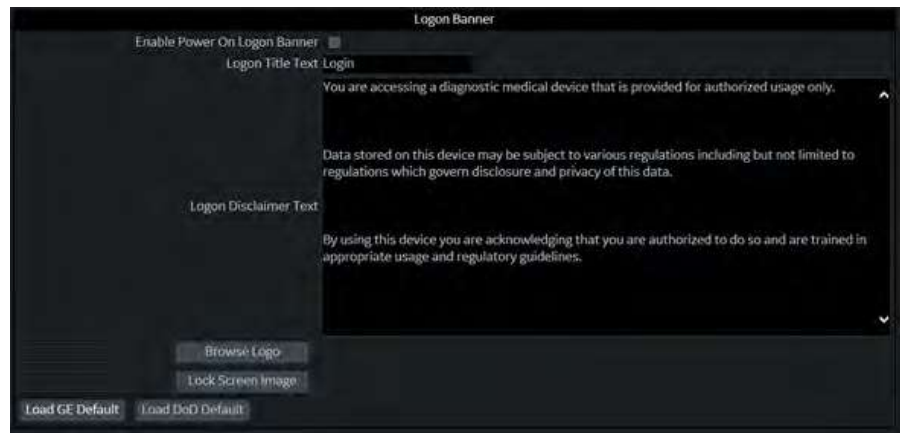 Logon Banner
Enable Power On Logon Banner
Logon Title Text Login
You are accessing a diagnostic medical device that is provided for authorized usage only.
Data stored on this device may be subject to various regulations including but not limited to
regulations which govern disclosure and privacy of this data.
Logon Disclaimer Text
By using this device you are acknowledging that you are authorized to do so and are trained in
appropriate usage and regulatory guidelines.
Browse Logo
Lock Screen Image
Load GE Default Load DoD Default